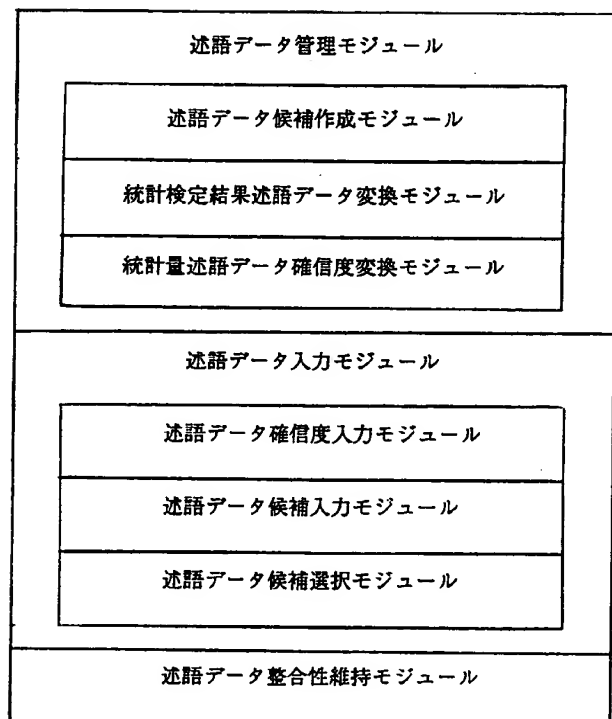 述語データ管理モジュール
述語データ候補作成モジュール
統計検定結果述語データ変換モジュール
統計量述語データ確信度変換モジュール
述語データ入力モジュール
述語データ確信度入力モジュール
述語データ候補入力モジュール
述語データ候補選択モジュール
述語データ整合性維持モジュール